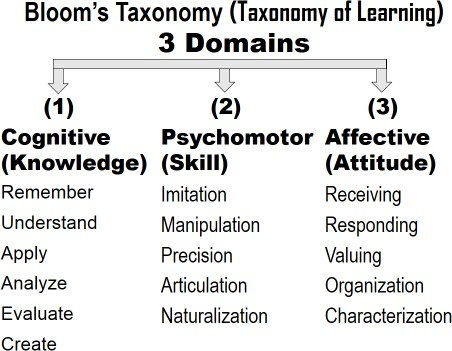 Bloom's Taxonomy (Taxonomy of Learning)
3 Domains
(1)
Cognitive
(Knowledge)
Remember
Understand
Apply
Analyze
Evaluate
Create
(2)
Psychomotor
(Skill)
Imitation
Manipulation
Precision
Articulation
Naturalization
(3)
Affective
(Attitude)
Receiving
Responding
Valuing
Organization
Characterization